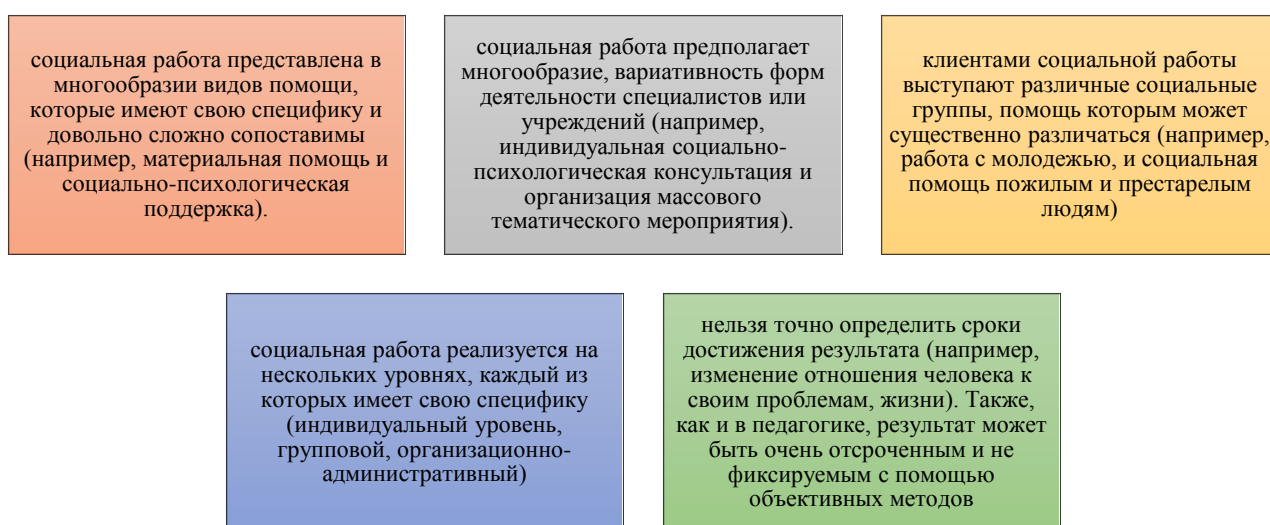 социальная работа представлена в
многообразии видов помощи,
которые имеют свою специфику и
довольно сложно сопоставимы
(например, материальная помощь и
социально-психологическая
поддержка).
социальная работа предполагает
многообразие, вариативность форм
деятельности специалистов или
учреждений (например,
индивидуальная социально-
психологическая консультация и
организация массового
тематического мероприятия).
клиентами социальной работы
выступают различные социальные
группы, помощь которым может
существенно различаться (например,
работа с молодежью, и социальная
помощь пожилым и престарелым
людям)
социальная работа реализуется на
нескольких уровнях, каждый из
которых имеет свою специфику
(индивидуальный уровень,
групповой, организационно-
административный)
нельзя точно определить сроки
достижения результата (например,
изменение отношения человека к
своим проблемам, жизни). Также,
как и в педагогике, результат может
быть очень отсроченным и не
фиксируемым с помощью
объективных методов